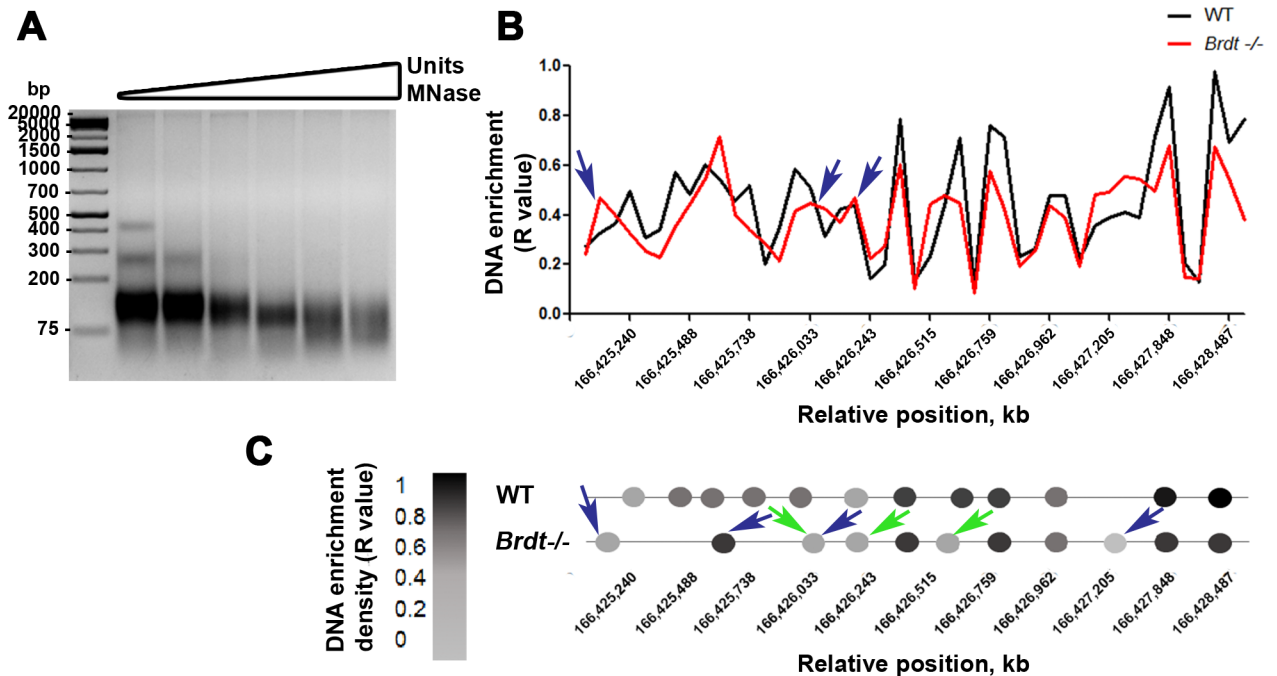 A
Units
MNase
bp
20000
5000
2000
1500
1000
700
500
400
300
200
75
B
WT
Brdt -/-
DNA enrichment
(R value)
1.0
0.8
0.6
0.4
0.2
0.0
166,425,240
166,425,488
166,425,738
166,426,033
166,426,243
166,426,515
166,426,759
166,426,962
166,427,205
166,427,848
166,428,487
Relative position, kb
C
DNA enrichment
density (R value)
1
0.8
0.6
0.4
0.2
0
WT
Brdt-/-
166,425,240
166,425,488
166,425,738
166,426,033
166,426,243
166,426,515
166,426,759
166,426,962
166,427,205
166,427,848
166,428,487
Relative position, kb